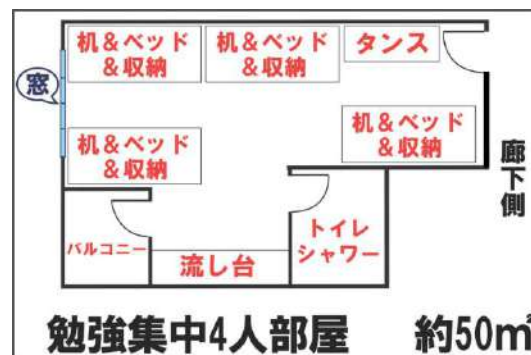 机&ベッド
&収納
机&ベッド
&収納
タンス
窓
机&ベッド
&収納
机&ベッド
&収納
廊下側
バルコニー
流し台
トイレ
シャワー
勉強集中4人部屋 約50㎡